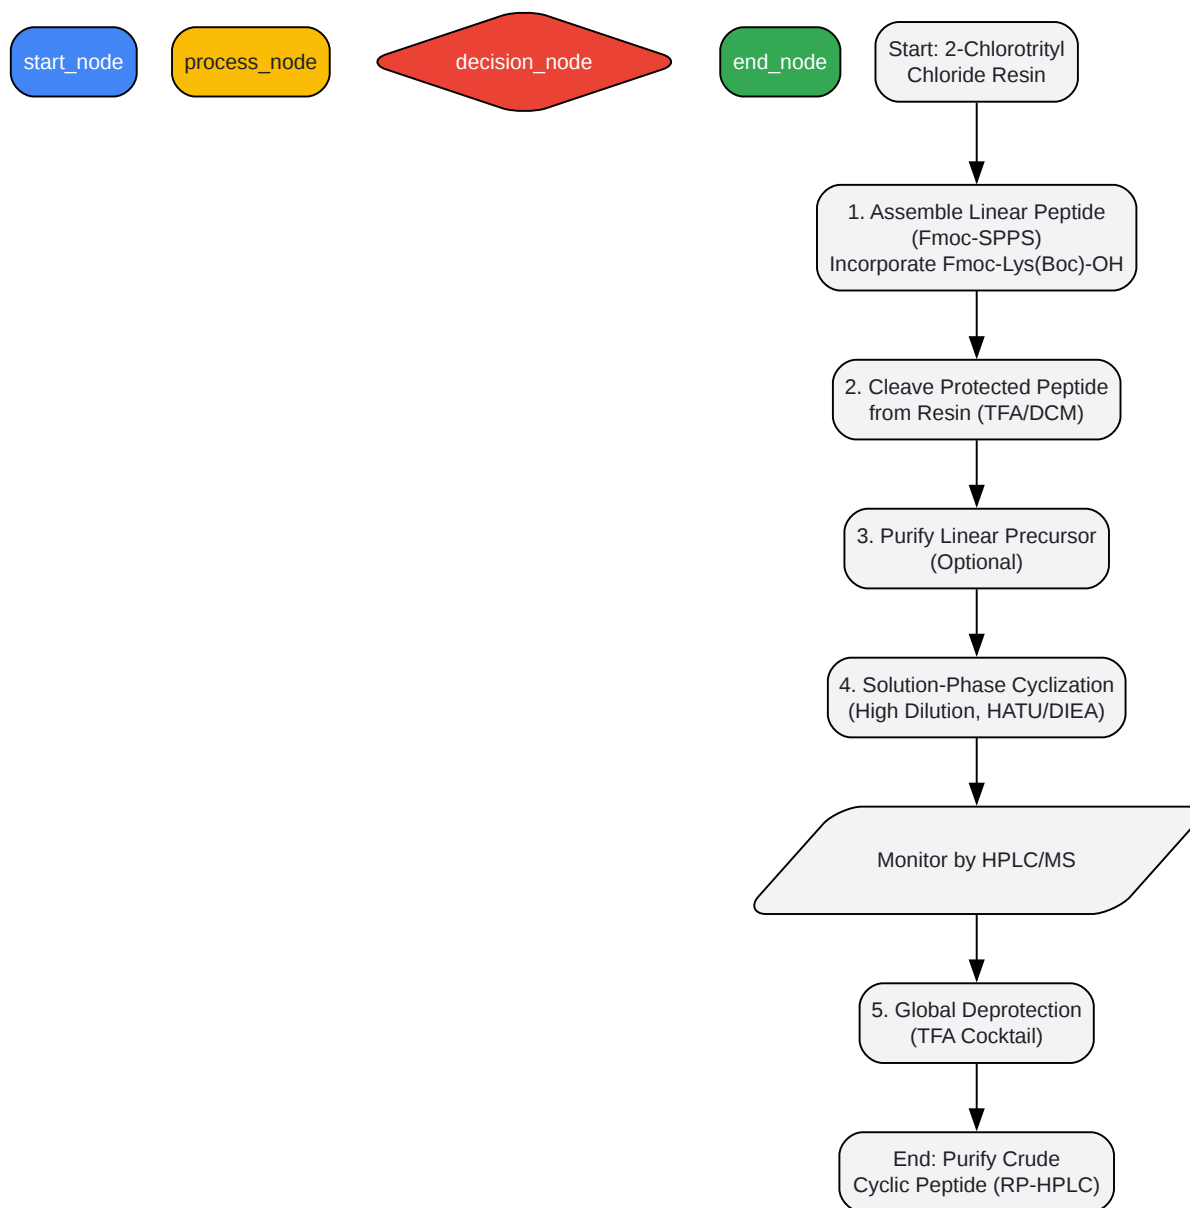 start_node
process_node
decision_node
end_node
Start: 2-Chlorotrityl
Chloride Resin
1. Assemble Linear Peptide
(Fmoc-SPPS)
Incorporate Fmoc-Lys(Boc)-OH
2. Cleave Protected Peptide
from Resin (TFA/DCM)
3. Purify Linear Precursor
(Optional)
4. Solution-Phase Cyclization
(High Dilution, HATU/DIEA)
Monitor by HPLC/MS
5. Global Deprotection
(TFA Cocktail)
End: Purify Crude
Cyclic Peptide (RP-HPLC)